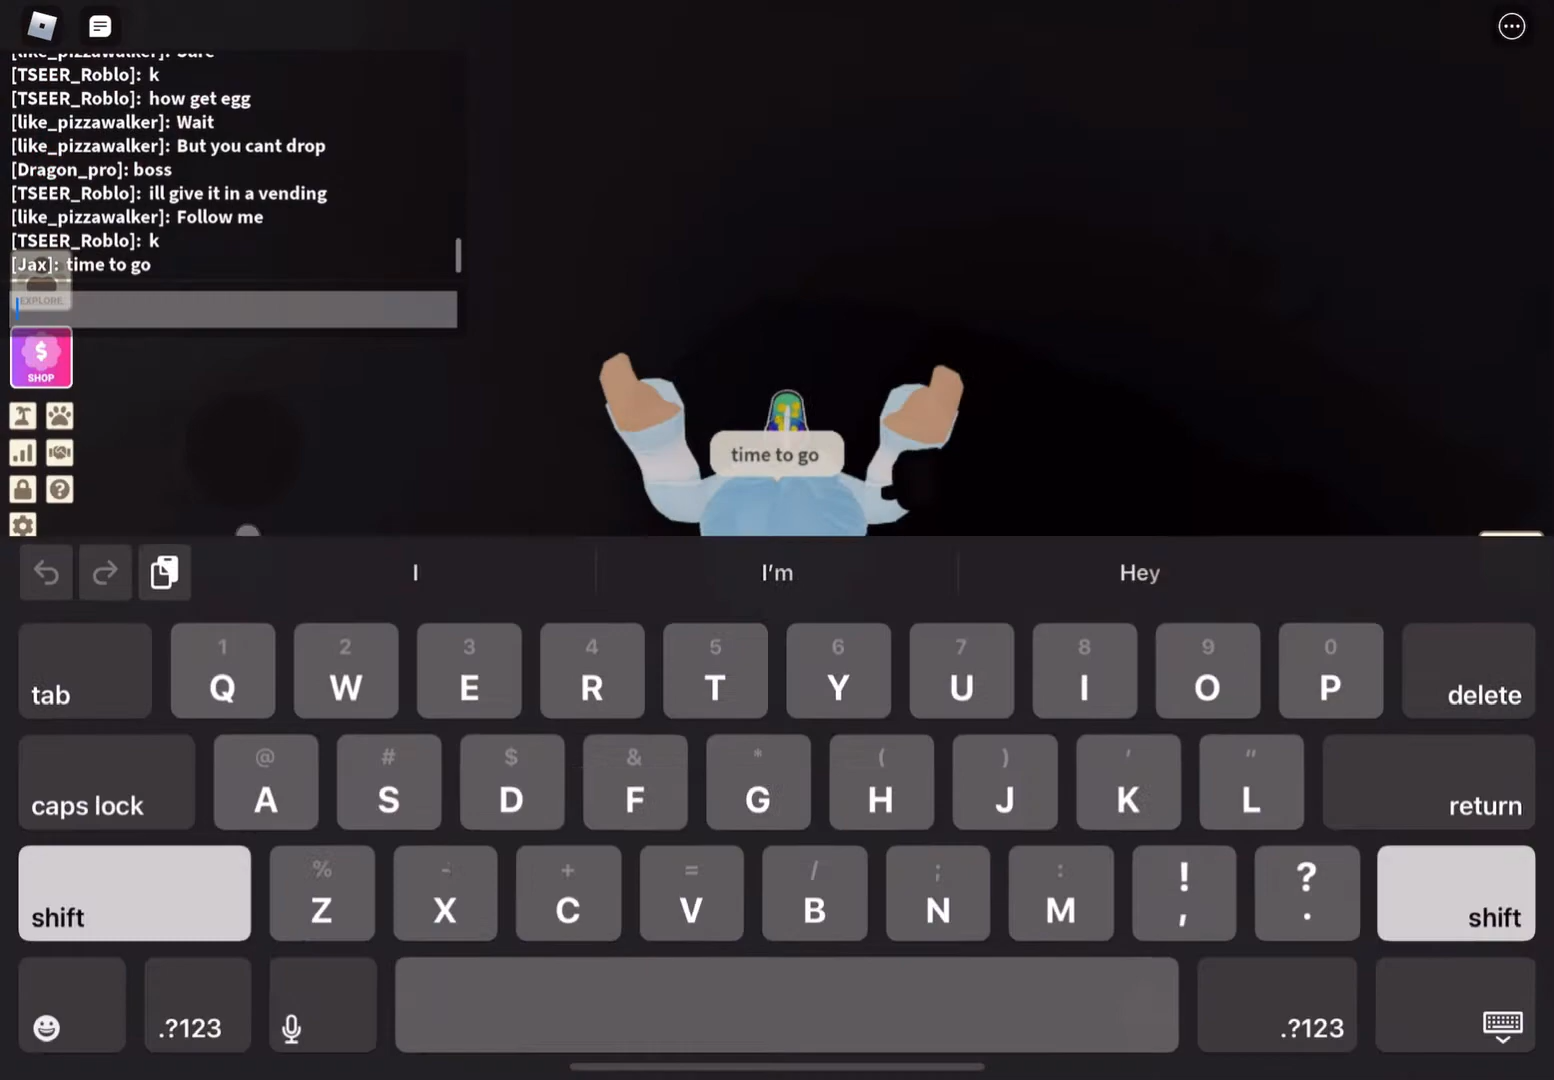 [like_pizzawalker]: Sure
[TSEER_Roblo]: k
[TSEER_Roblo]: how get egg
[like_pizzawalker]: Wait
[like_pizzawalker]: But you cant drop
[Dragon_pro]: boss
[TSEER_Roblo]: ill give it in a vending
[like_pizzawalker]: Follow me
[TSEER_Roblo]: k
[Jax]: time to go
EXPLORE
$
SHOP
?
time to go
I
I'm
Hey
1 2 3 4 5 6 7 8 9 0
tab Q W E R T Y U I O P delete
@ # $ & * ( ) ' "
caps lock A S D F G H J K L return
% - + = / ; : ! ?
shift Z X C V B N M , . shift
.?123 .?123